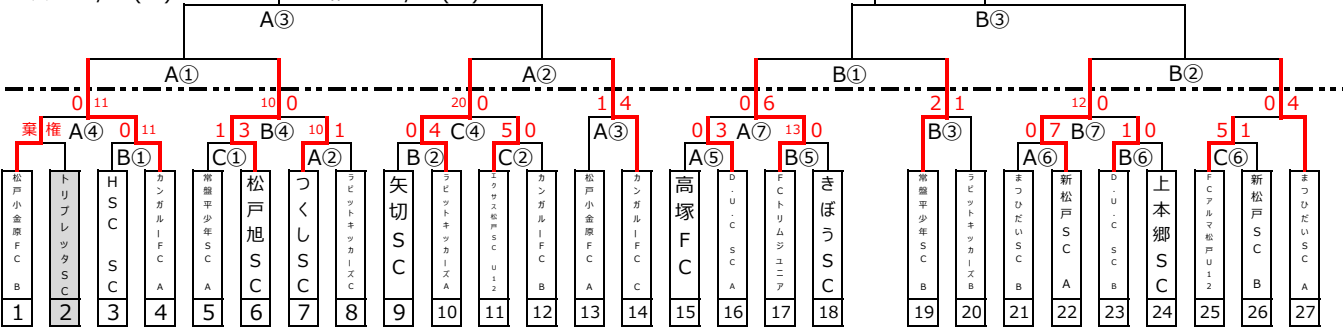 A③ B③
A① A② B① B②
0 11 10 0 20 0 1 4 0 6 2 1 12 0 0 4
棄 権 A④ 0 11 1 3 B④ 10 1 0 4 C④ 5 0 A③ 0 3 A⑦ 13 0 B③ 0 7 B⑦ 1 0 5 1
B① C① A② B② C② A⑤ B⑤ A⑥ B⑥ C⑥
松戸小金原FC B
トリプレッタSC
HSC SC
カンガルーFC A
常盤平少年SC A
松戸旭SC
つくしSC
ラビットキッカーズC
矢切SC
ラビットキッカーズA
エクサス松戸SC U12
カンガルーFC B
松戸小金原FC A
カンガルーFC C
高塚FC
D.U.C SC A
FCトリムジュニア
きぼうSC
常盤平少年SC B
ラビットキッカーズB
まつひだいSC B
新松戸SC A
D.U.C SC B
上本郷SC
FCアルマ松戸U12
新松戸SC B
まつひだいSC A
1 2 3 4 5 6 7 8 9 10 11 12 13 14 15 16 17 18 19 20 21 22 23 24 25 26 27